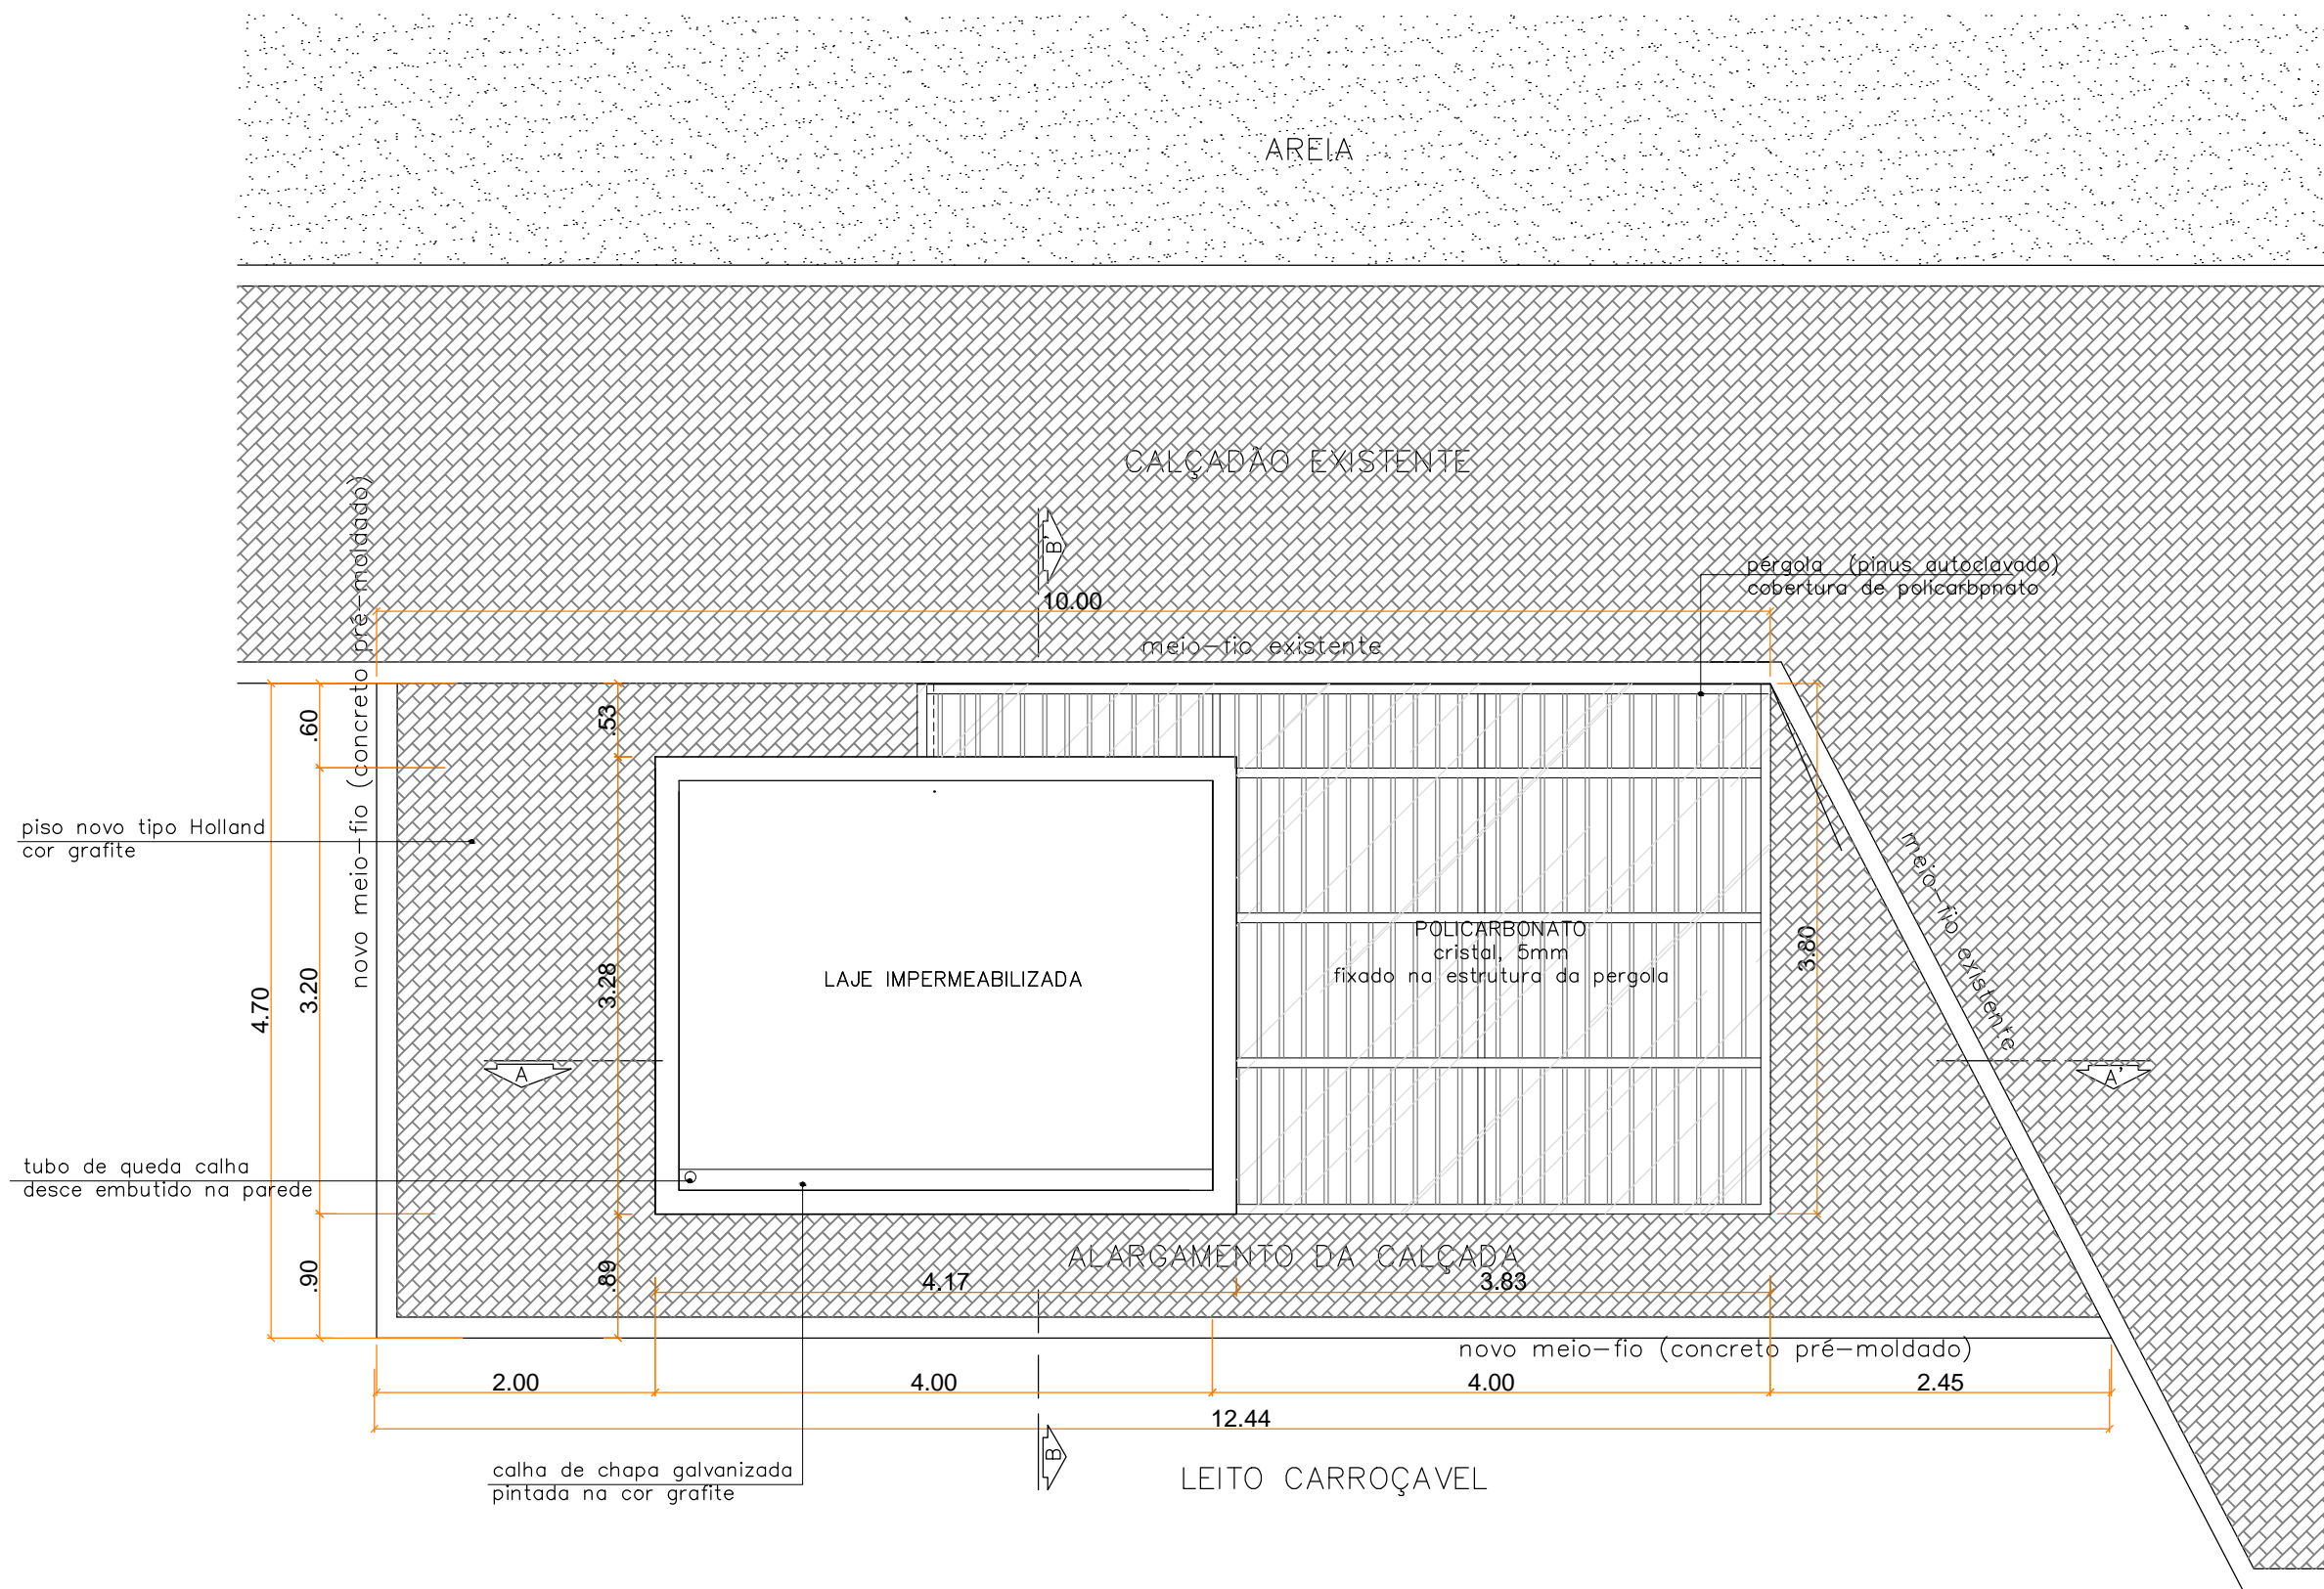 AREIA
CALÇADÃO EXISTENTE
B'
pérgola (pinus autoclavado)
cobertura de policarbpnato
10.00
meio-fio existente
novo meio-fio (concreto pré-moldado)
.60
.53
piso novo tipo Holland
cor grafite
meio-fio existente
POLICARBONATO
cristal, 5mm
fixado na estrutura da pergola
3.80
LAJE IMPERMEABILIZADA
4.70
3.20
3.28
A
A'
tubo de queda calha
desce embutido na parede
.90
.89
ALARGAMENTO DA CALÇADA
4.17
3.83
novo meio-fio (concreto pré-moldado)
2.00
4.00
4.00
2.45
12.44
B
calha de chapa galvanizada
pintada na cor grafite
LEITO CARROÇAVEL